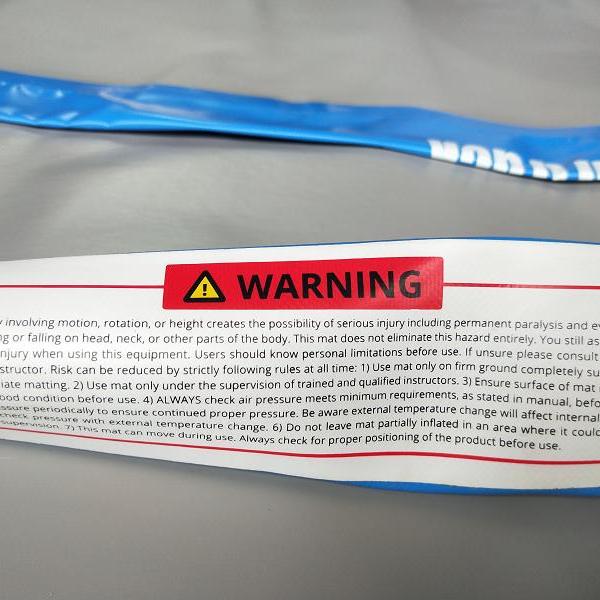 WARNING
involving motion, rotation, or height creates the possibility of serious injury including permanent paralysis and
or falling on head, neck, or other parts of the body. This mat does not eliminate this hazard entirely. You still
injury when using this equipment. Users should know personal limitations before use. If unsure please consult
Risk can be reduced by strictly following rules at all time: 1) Use mat only on firm ground completely
matting. 2) Use mat only under the supervision of trained and qualified instructors. 3) Ensure surface of mat
condition before use. 4) ALWAYS check air pressure meets minimum requirements, as stated in manual,
periodically to ensure continued proper pressure. Be aware external temperature change will affect internal
check pressure with external temperature change. 6) Do not leave mat partially inflated in an area where it could
supervision. 7) This mat can move during use. Always check for proper positioning of the product before use.